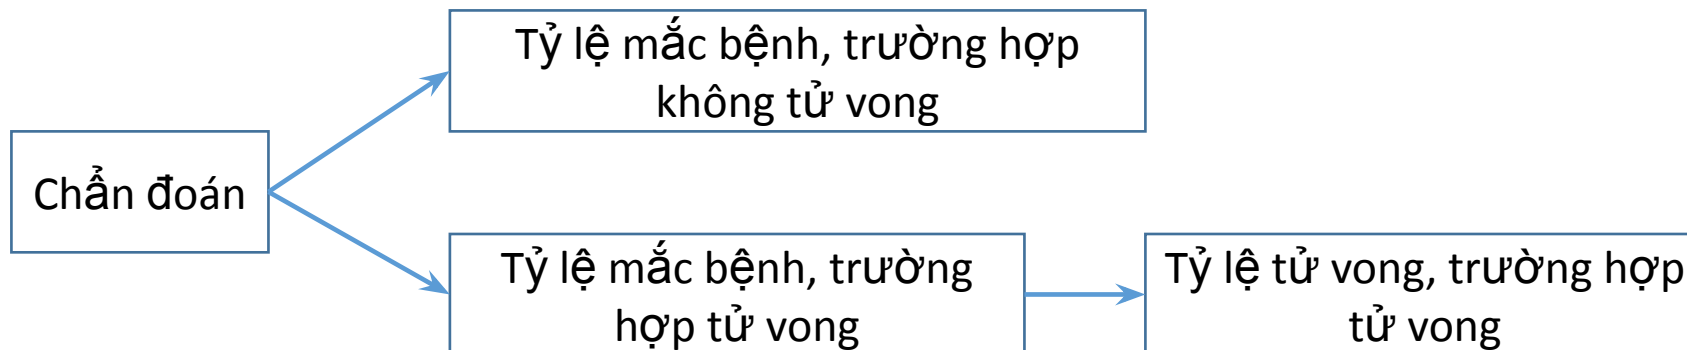 Tỷ lệ mắc bệnh, trường hợp
không tử vong
Chẩn đoán
Tỷ lệ mắc bệnh, trường
hợp tử vong
Tỷ lệ tử vong, trường hợp
tử vong